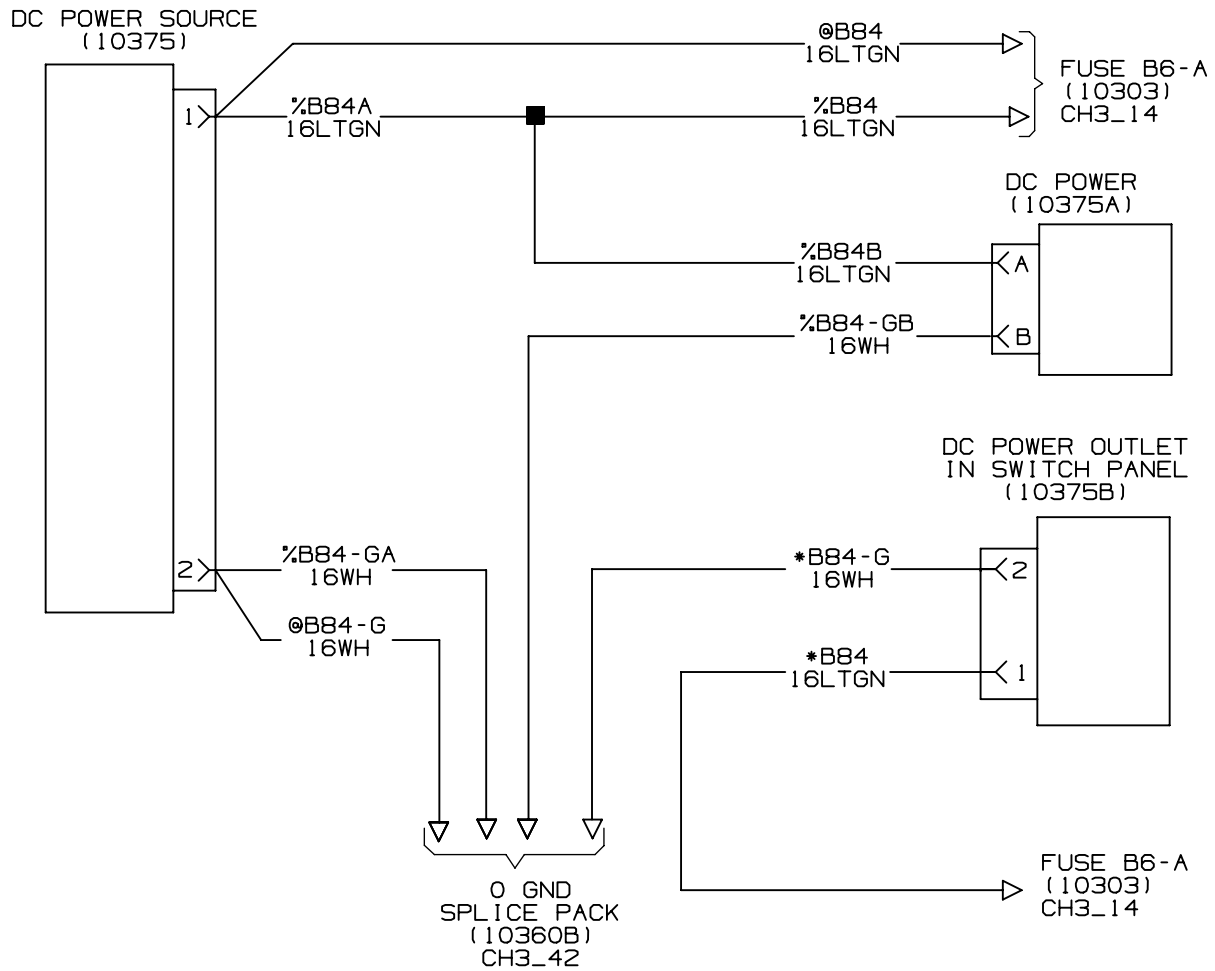 DC POWER SOURCE
(10375)
1
%B84A
16LTGN
@B84
16LTGN
%B84
16LTGN
FUSE B6-A
(10303)
CH3_14
DC POWER
(10375A)
%B84B
16LTGN
A
%B84-GB
16WH
B
DC POWER OUTLET
IN SWITCH PANEL
(10375B)
2
%B84-GA
16WH
@B84-G
16WH
*B84-G
16WH
2
*B84
16LTGN
1
FUSE B6-A
(10303)
CH3_14
0 GND
SPLICE PACK
(10360B)
CH3_42